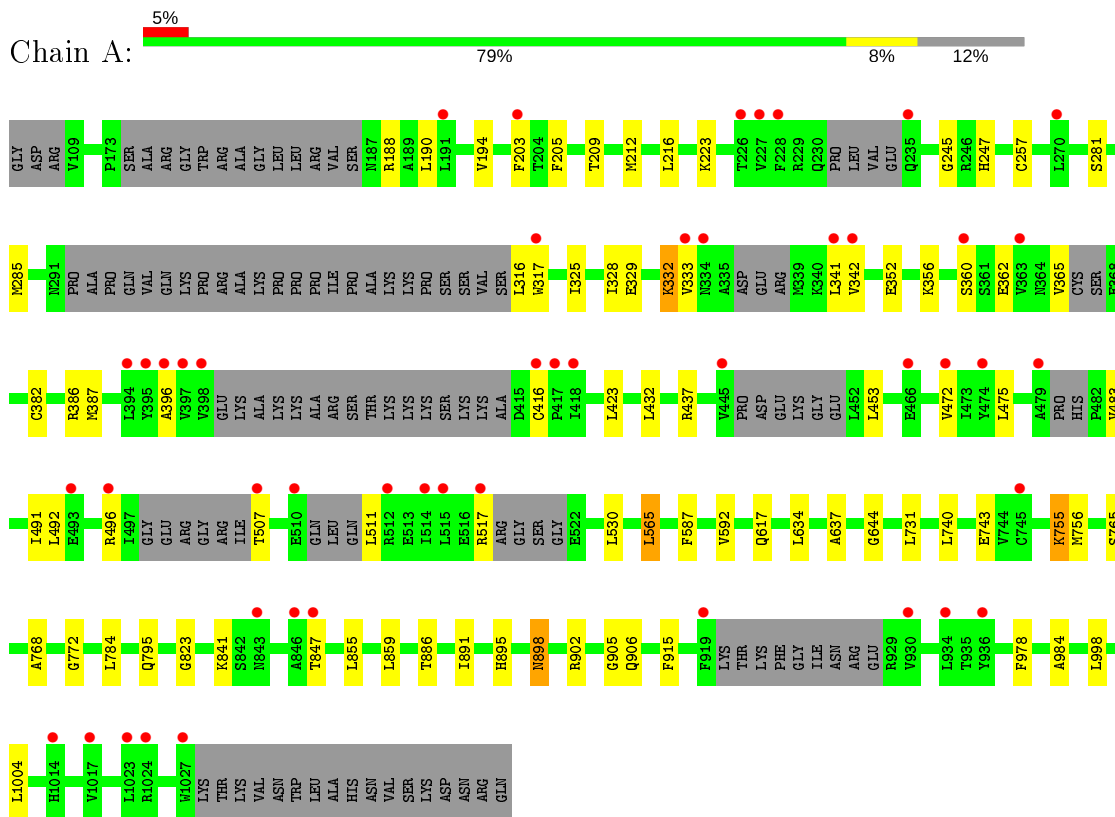 5%
Chain A:
79% 8% 12%
GLY ASP ARG V109 P173 SER ALA ARG GLY TRP ARG ALA GLY LEU LEU ARG VAL SER N187 R188 A189 L190 L191 V194 F203 T204 F205 T209 M212 L216 K223 T226 V227 F228 R229 Q230 PRO LEU VAL GLU Q235 G245 R246 H247 C257 L270 S281
M285 N291 PRO ALA PRO GLN VAL GLN LYS PRO ARG ALA LYS PRO PRO PRO ILE PRO ALA LYS LYS PRO SER SER VAL SER L316 W317 I325 I328 E329 K332 V333 N334 A335 ASP GLU ARG M339 K340 L341 V342 E352 K356 S360 S361 E362 V363 N364 V365 CYS SER E368
C382 R386 M387 I394 Y395 A396 V397 V398 GLU LYS ALA LYS LYS ALA ARG SER THR LYS LYS LYS SER LYS LYS ALA D415 C416 P417 I418 L423 L432 R437 V445 PRO ASP GLU LYS GLY GLU L452 L453 E466 V472 I473 Y474 L475 A479 PRO HIS P482 V483
I491 L492 E493 R496 I497 GLY GLU ARG GLY ARG ILE T507 E510 GLN LEU GLN L511 R512 E513 I514 L515 E516 R517 ARG GLY SER GLY E522 L530 L565 F587 V592 Q617 L634 A637 G644 L731 L740 E743 V744 C745 K755 M756 S765
A768 G772 L784 Q795 G823 K841 S842 N843 A846 T847 L855 L859 T886 I891 H895 N898 R902 G905 Q906 F915 F919 LYS THR LYS PHE GLY ILE ASN ARG GLU R929 V930 L934 T935 Y936 F978 A984 L998
L1004 H1014 V1017 L1023 R1024 W1027 LYS THR LYS VAL ASN TRP LEU ALA HIS ASN VAL SER LYS ASP ASN ARG GLN